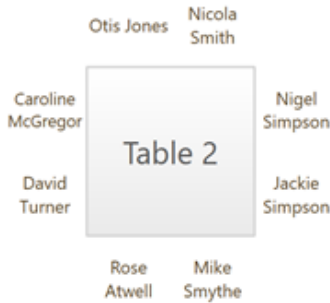 Otis Jones
Nicola
Smith
Caroline
McGregor
Nigel
Simpson
Table 2
David
Turner
Jackie
Simpson
Rose
Atwell
Mike
Smythe